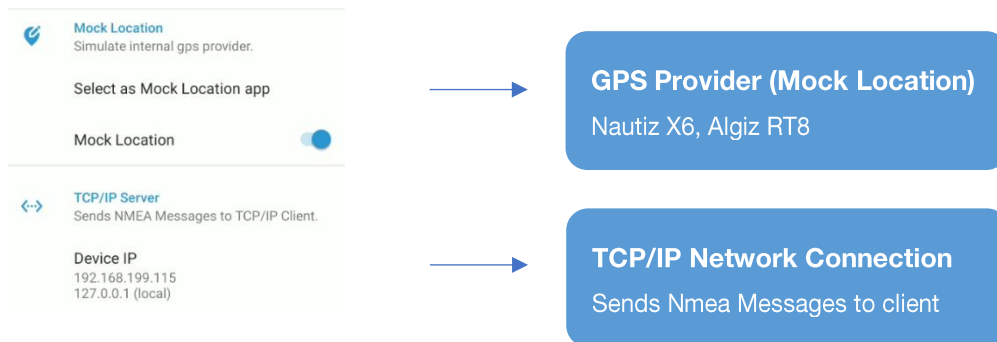 Mock Location
Simulate internal gps provider.
Select as Mock Location app
Mock Location
TCP/IP Server
Sends NMEA Messages to TCP/IP Client.
Device IP
192.168.199.115
127.0.0.1 (local)
GPS Provider (Mock Location)
Nautiz X6, Algiz RT8
TCP/IP Network Connection
Sends Nmea Messages to client